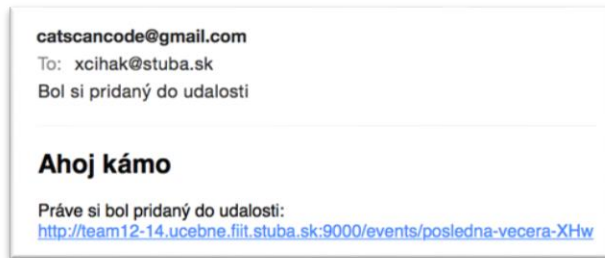 catscancode@gmail.com
To: xcihak@stuba.sk
Bol si pridaný do udalosti
Ahoj kámo
Práve si bol pridaný do udalosti:
http://team12-14.ucebne.fiit.stuba.sk:9000/events/posledna-vecera-XHw